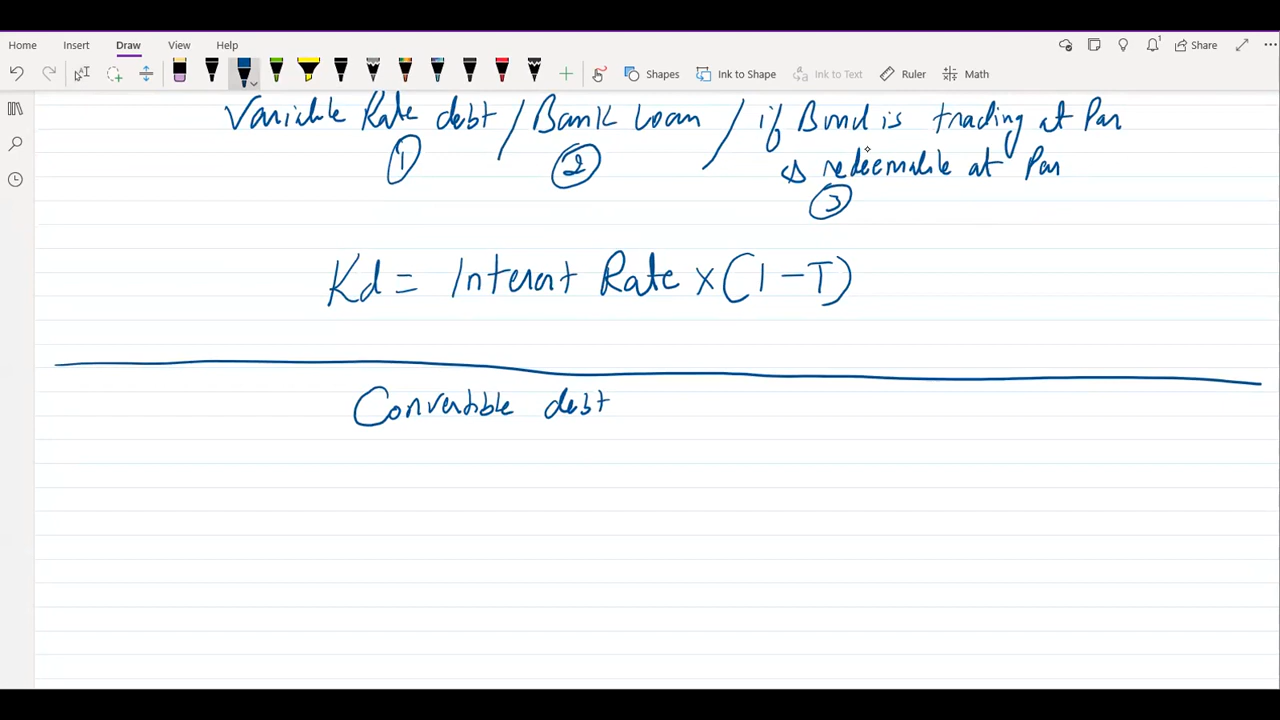 Home Insert Draw View Help
Share
Shapes Ink to Shape Ink to Text Ruler Math
Variable Rate debt / Bank Loan / if Bond is trading at Par
① ② & redeemable at Par
③
Kd = Interest Rate × (1 - T)
Convertible debt